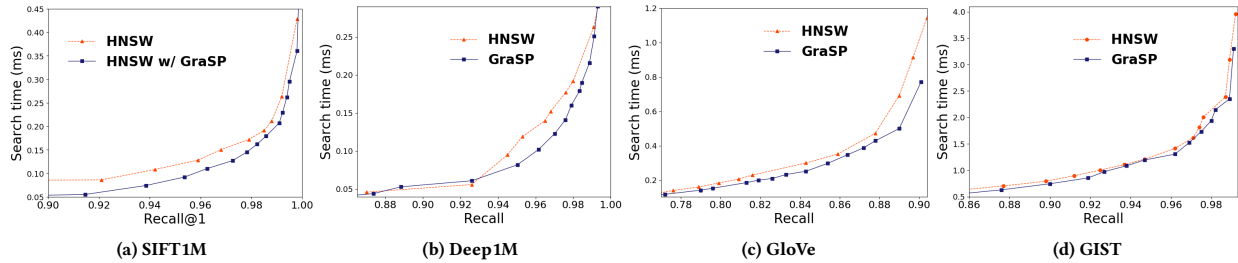 0.45
0.40
0.35
0.30
0.25
0.20
0.15
0.10
0.05
Search time (ms)
HNSW
HNSW w/ GraSP
0.90 0.92 0.94 0.96 0.98 1.00
Recall@1
(a) SIFT1M
0.25
0.20
0.15
0.10
0.05
Search time (ms)
HNSW
GraSP
0.88 0.90 0.92 0.94 0.96 0.98 1.00
Recall
(b) Deep1M
1.2
1.0
0.8
0.6
0.4
0.2
Search time (ms)
HNSW
GraSP
0.78 0.80 0.82 0.84 0.86 0.88 0.90
Recall
(c) GloVe
4.0
3.5
3.0
2.5
2.0
1.5
1.0
0.5
Search time (ms)
HNSW
GraSP
0.86 0.88 0.90 0.92 0.94 0.96 0.98
Recall
(d) GIST